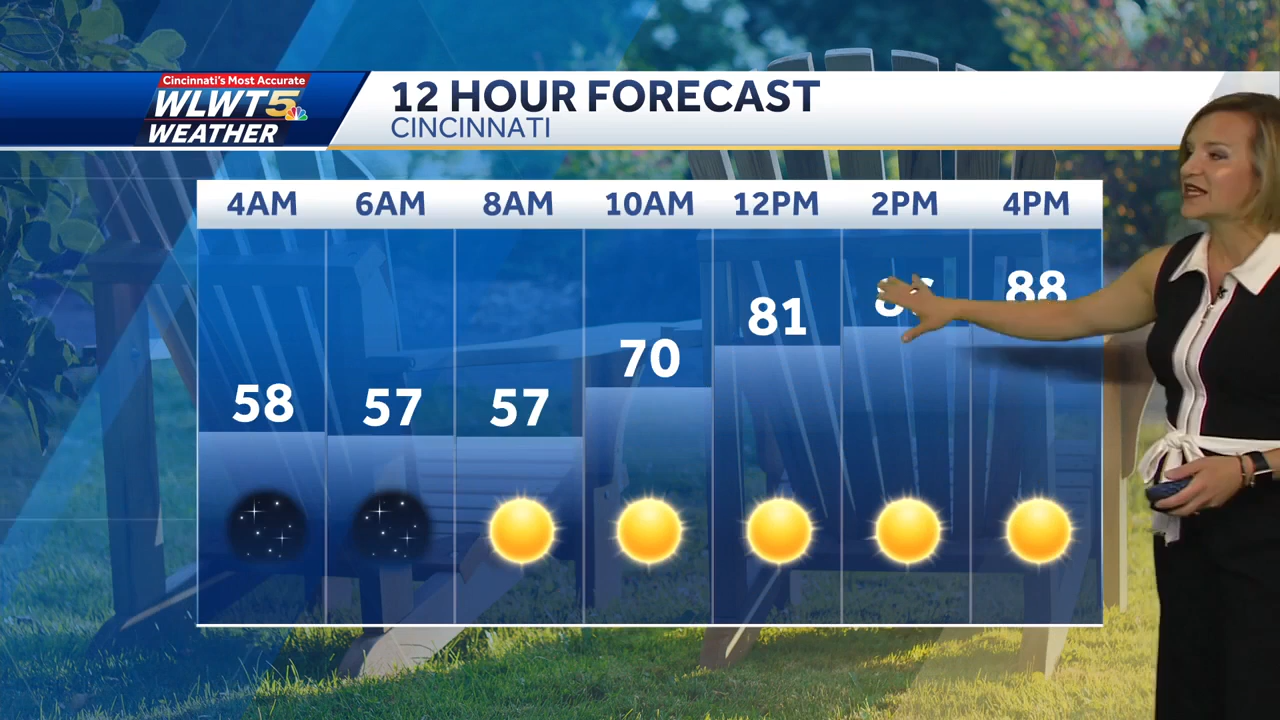 Cincinnati's Most Accurate
WLWT5
WEATHER
12 HOUR FORECAST
CINCINNATI
4AM 6AM 8AM 10AM 12PM 2PM 4PM
58 57 57 70 81 88